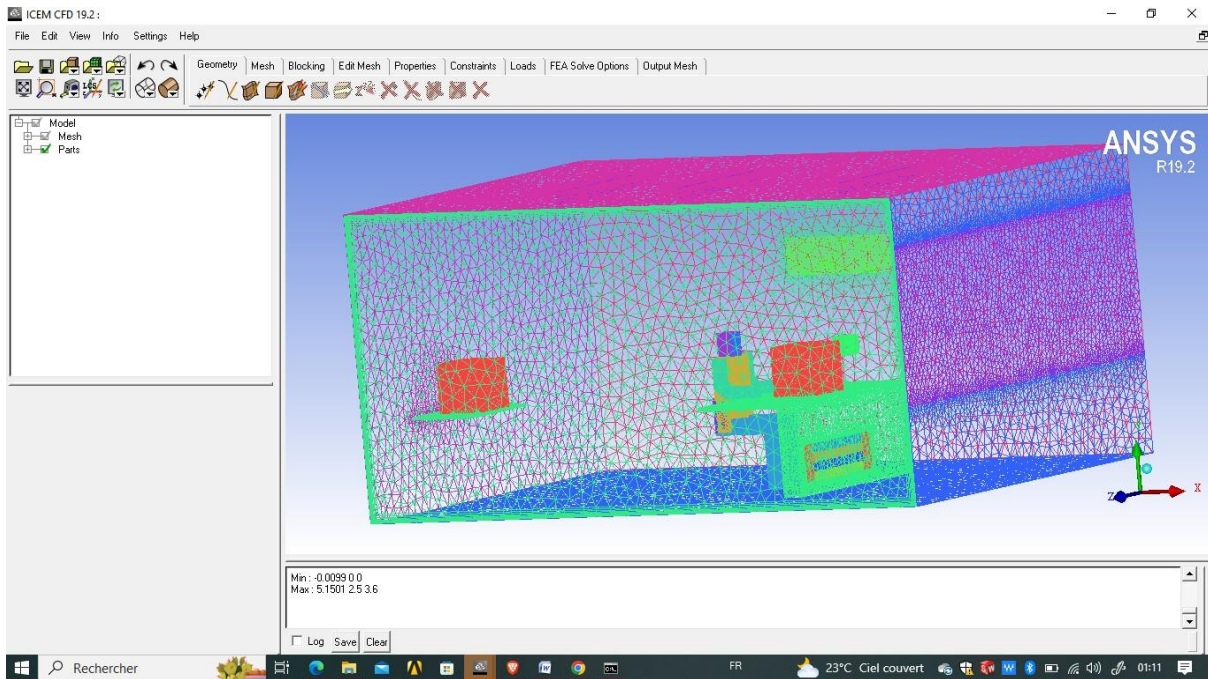 ICEM CFD 19.2 :
File Edit View Info Settings Help
Geometry Mesh Blocking Edit Mesh Properties Constraints Loads FEA Solve Options Output Mesh
Model
Mesh
Parts
ANSYS
R19.2
Y
Z
X
Min : -0.0099 0 0
Max : 5.1501 2.5 3.6
Log Save Clear
Rechercher
FR
23°C Ciel couvert
01:11